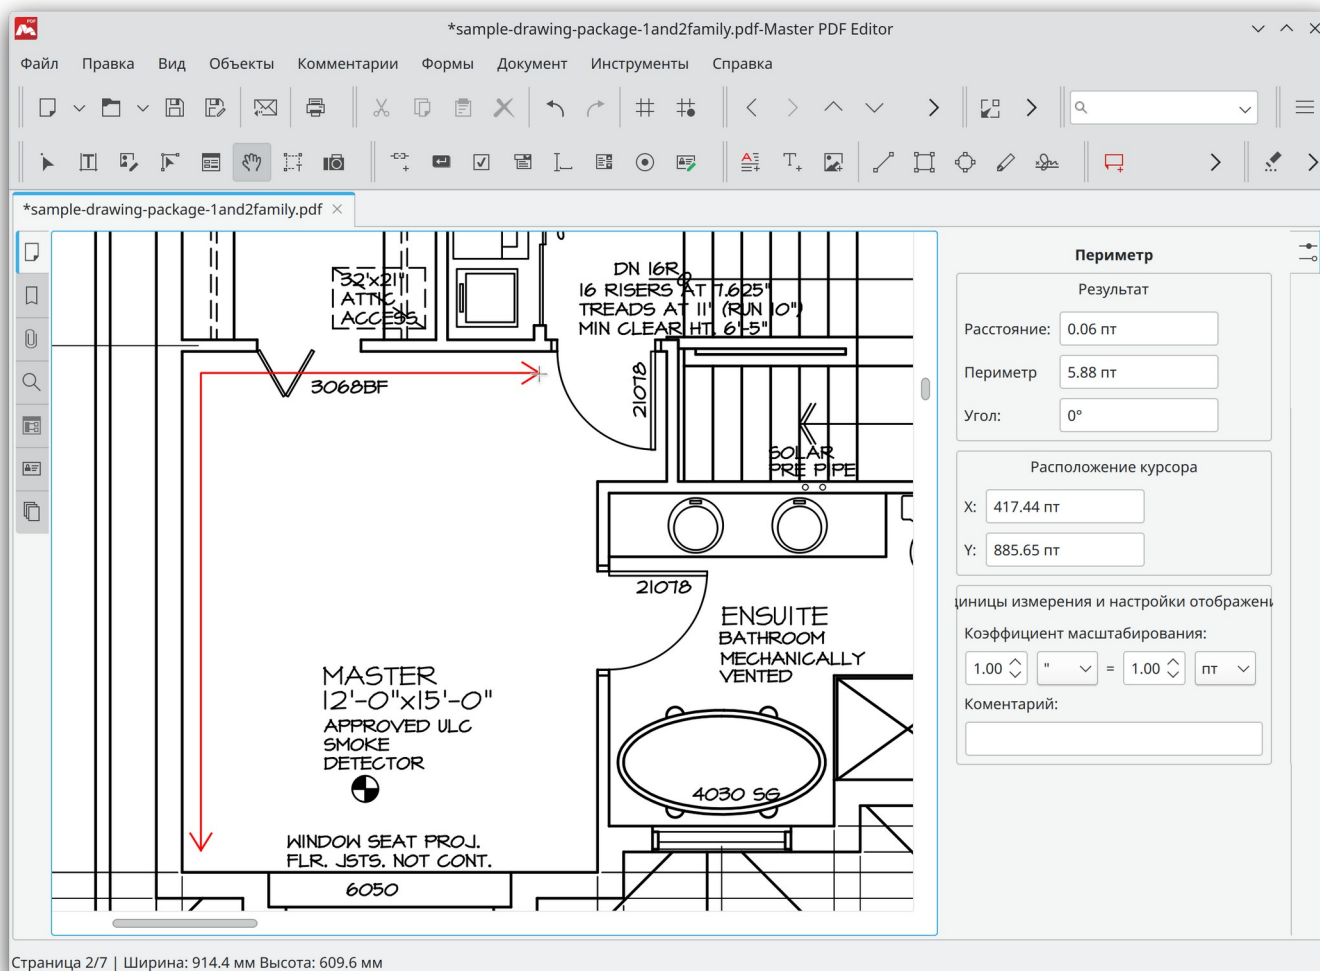 *sample-drawing-package-1and2family.pdf-Master PDF Editor
Файл Правка Вид Объекты Комментарии Формы Документ Инструменты Справка
*sample-drawing-package-1and2family.pdf
32'x21"
ATTIC
ACCESS
DN 16R
16 RISERS AT 7.625"
TREADS AT 11" (RUN 10")
MIN CLEAR HT. 6'-5"
3068BF
21078
SOLAR
PRE PIPE
21078
ENSUITE
BATHROOM
MECHANICALLY
VENTED
MASTER
12'-0"x15'-0"
APPROVED ULC
SMOKE
DETECTOR
4030 SG
WINDOW SEAT PROJ.
FLR. JSTS. NOT CONT.
6050
Периметр
Результат
Расстояние: 0.06 пт
Периметр 5.88 пт
Угол: 0°
Расположение курсора
X: 417.44 пт
Y: 885.65 пт
диницы измерения и настройки отображени
Коэффициент масштабирования:
1.00 " = 1.00 пт
Коментарий:
Страница 2/7 | Ширина: 914.4 мм Высота: 609.6 мм